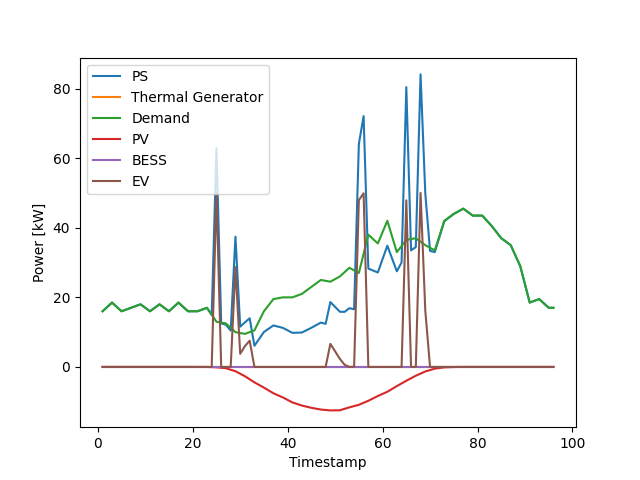 PS
Thermal Generator
Demand
PV
BESS
EV
Power [kW]
80
60
40
20
0
0 20 40 60 80 100
Timestamp